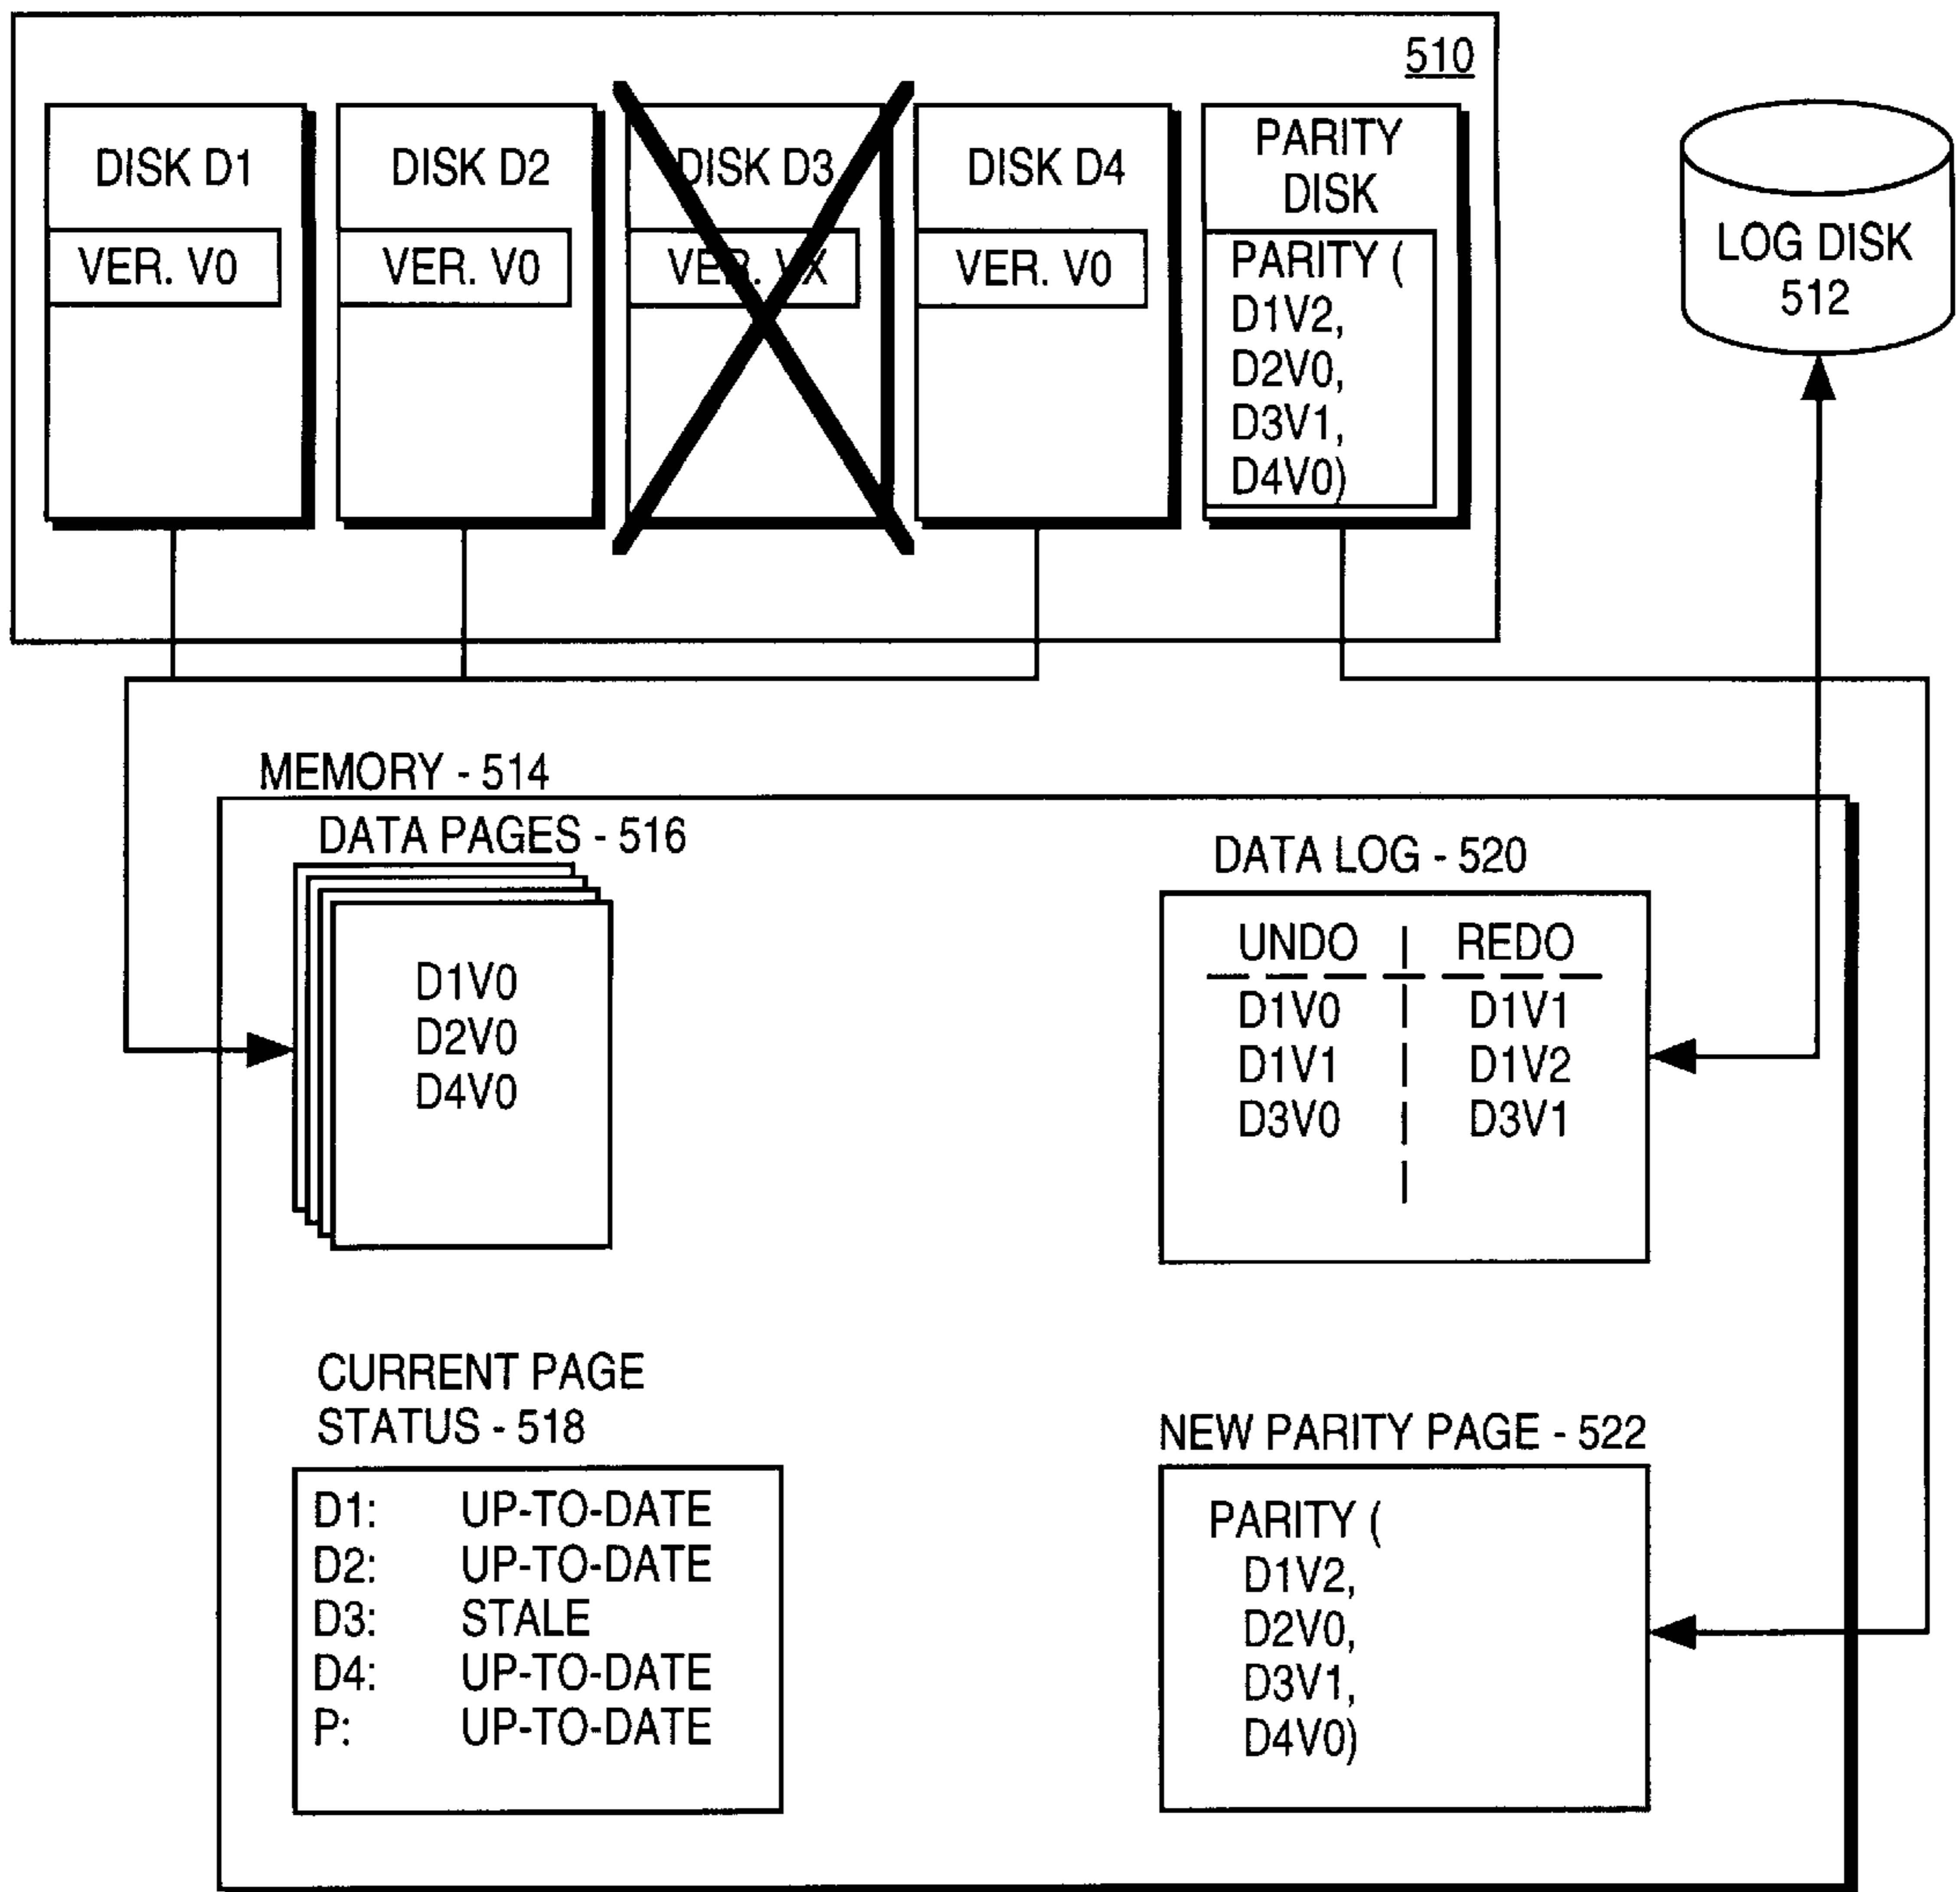 510
DISK D1
VER. V0
DISK D2
VER. V0
DISK D3
VER. VX
DISK D4
VER. V0
PARITY
DISK
PARITY (
D1V2,
D2V0,
D3V1,
D4V0)
LOG DISK
512
MEMORY - 514
DATA PAGES - 516
D1V0
D2V0
D4V0
DATA LOG - 520
UNDO | REDO
D1V0 | D1V1
D1V1 | D1V2
D3V0 | D3V1
CURRENT PAGE
STATUS - 518
D1: UP-TO-DATE
D2: UP-TO-DATE
D3: STALE
D4: UP-TO-DATE
P: UP-TO-DATE
NEW PARITY PAGE - 522
PARITY (
D1V2,
D2V0,
D3V1,
D4V0)